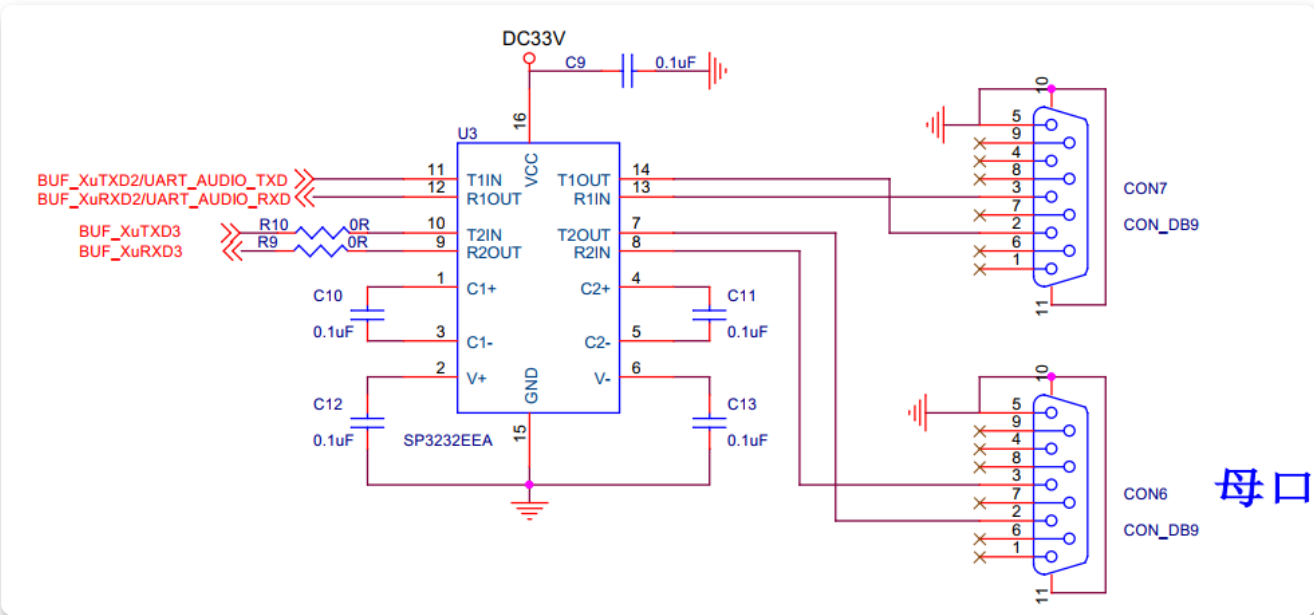 DC33V
C9
0.1uF
16
U3
VCC
BUF_XuTXD2/UART_AUDIO_TXD
11
T1IN
T1OUT
14
BUF_XuRXD2/UART_AUDIO_RXD
12
R1OUT
R1IN
13
BUF_XuTXD3
R10
0R
10
T2IN
T2OUT
7
BUF_XuRXD3
R9
0R
9
R2OUT
R2IN
8
C10
0.1uF
1
C1+
C2+
4
C11
0.1uF
3
C1-
C2-
5
2
V+
V-
6
C12
0.1uF
GND
C13
0.1uF
SP3232EEA
15
10
5
9
4
8
3
7
2
6
1
11
CON7
CON_DB9
10
5
9
4
8
3
7
2
6
1
11
CON6
CON_DB9
母口